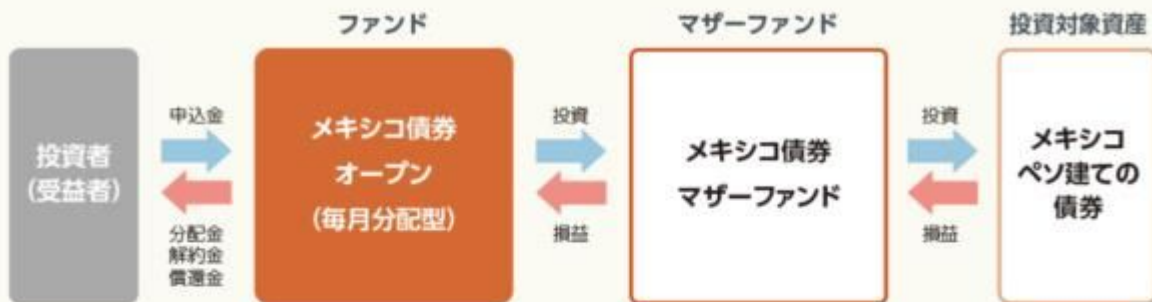 ファンド
マザーファンド
投資対象資産
投資者
(受益者)
申込金
分配金
解約金
償還金
メキシコ債券
オープン
(毎月分配型)
投資
損益
メキシコ債券
マザーファンド
投資
損益
メキシコ
ペソ建ての
債券